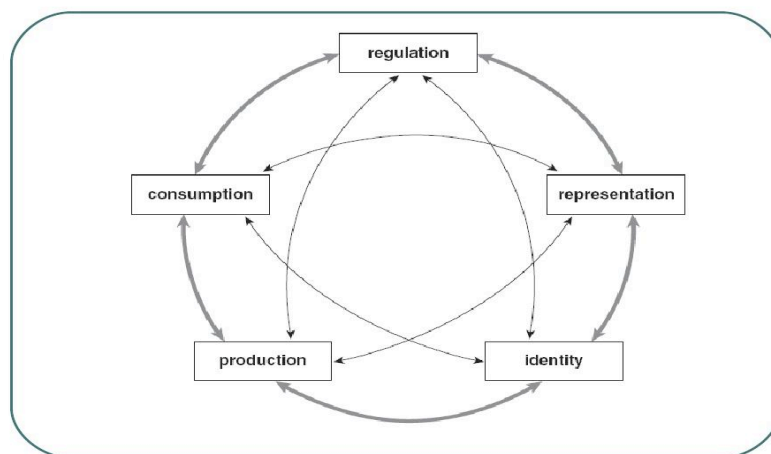 regulation
consumption
representation
production
identity